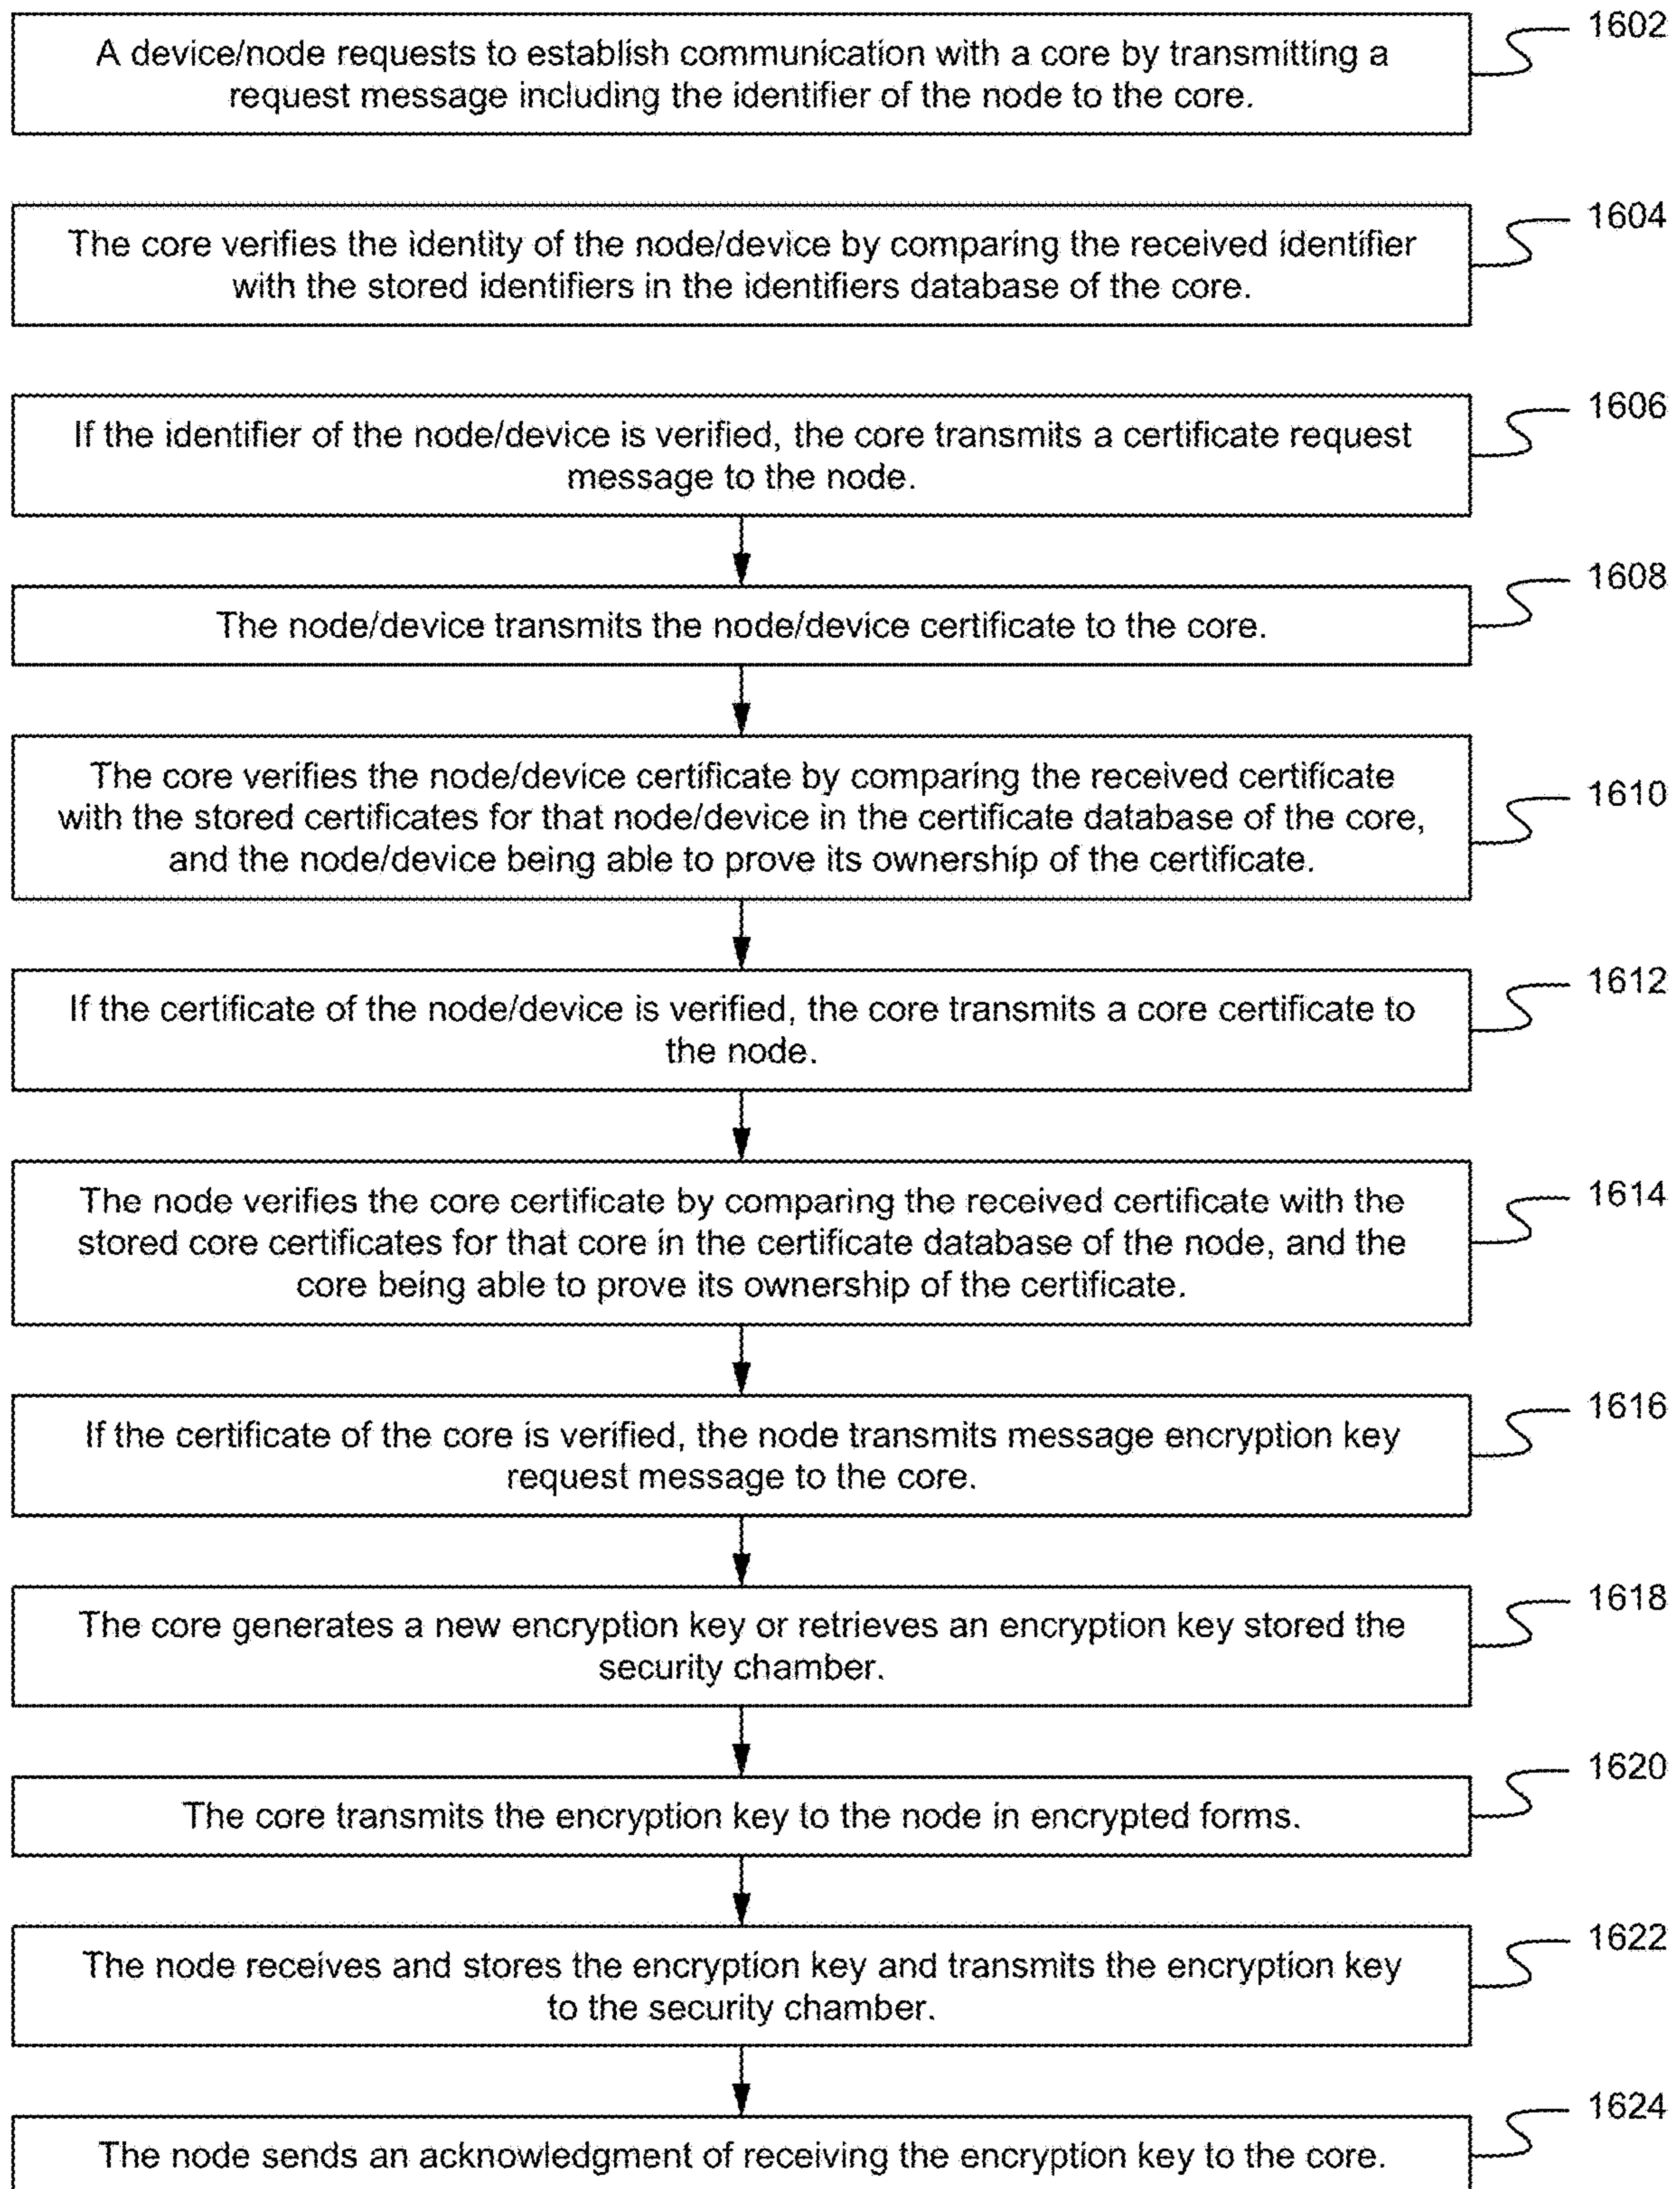 1602
A device/node requests to establish communication with a core by transmitting a
request message including the identifier of the node to the core.
1604
The core verifies the identity of the node/device by comparing the received identifier
with the stored identifiers in the identifiers database of the core.
1606
If the identifier of the node/device is verified, the core transmits a certificate request
message to the node.
1608
The node/device transmits the node/device certificate to the core.
1610
The core verifies the node/device certificate by comparing the received certificate
with the stored certificates for that node/device in the certificate database of the core,
and the node/device being able to prove its ownership of the certificate.
1612
If the certificate of the node/device is verified, the core transmits a core certificate to
the node.
1614
The node verifies the core certificate by comparing the received certificate with the
stored core certificates for that core in the certificate database of the node, and the
core being able to prove its ownership of the certificate.
1616
If the certificate of the core is verified, the node transmits message encryption key
request message to the core.
1618
The core generates a new encryption key or retrieves an encryption key stored the
security chamber.
1620
The core transmits the encryption key to the node in encrypted forms.
1622
The node receives and stores the encryption key and transmits the encryption key
to the security chamber.
1624
The node sends an acknowledgment of receiving the encryption key to the core.